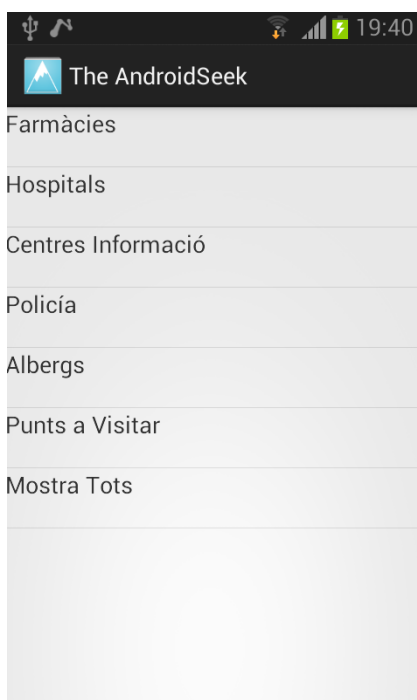 19:40
The AndroidSeek
Farmàcies
Hospitals
Centres Informació
Policía
Albergs
Punts a Visitar
Mostra Tots